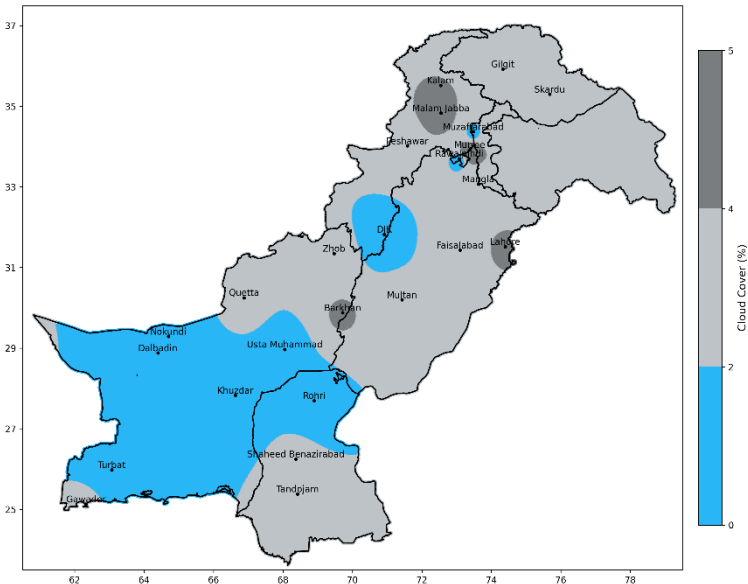 37
35
33
31
29
27
25
62
64
66
68
70
72
74
76
78
Gilgit
Skardu
Kalam
Malam Jabba
Muzaffarabad
Peshawar
Murree
Rawalpindi
Mangla
DIK
Zhob
Faisalabad
Lahore
Quetta
Multan
Barkhan
Nokundi
Dalbadin
Usta Muhammad
Khuzdar
Rohri
Turbat
Shaheed Benazirabad
Gawader
Tandojam
5
4
2
0
Cloud Cover (%)